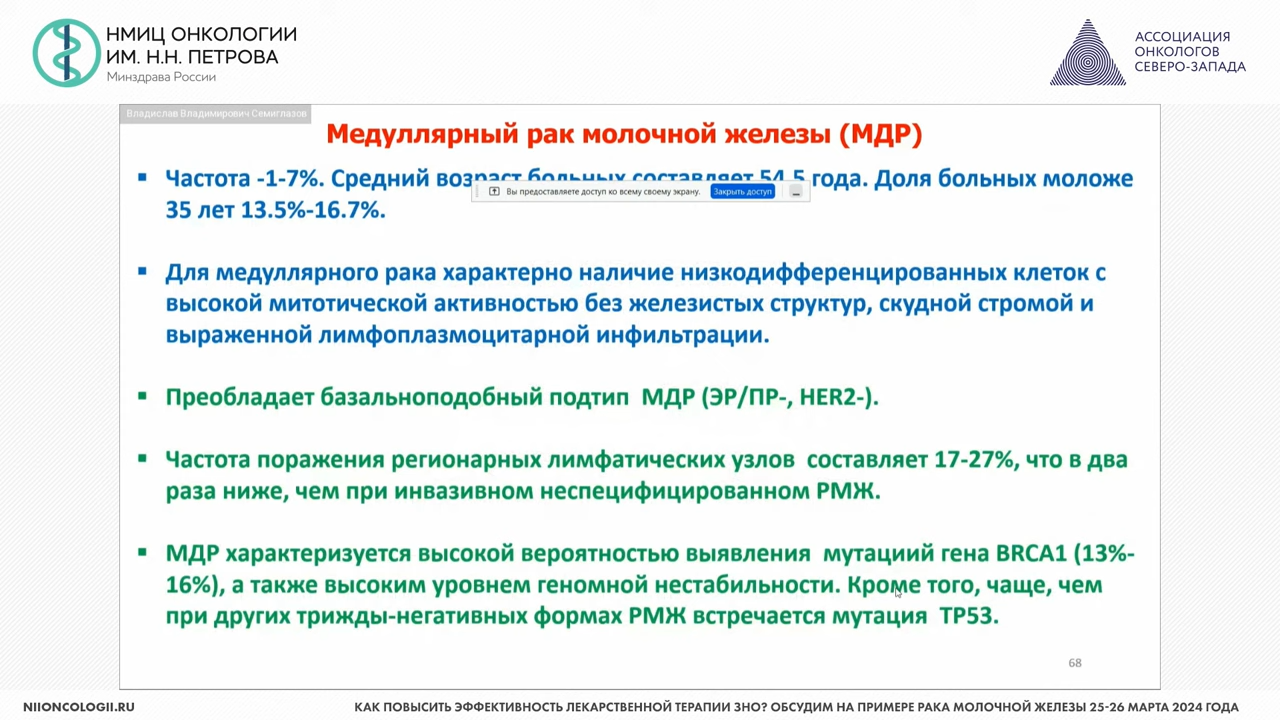 НМИЦ ОНКОЛОГИИ
ИМ. Н.Н. ПЕТРОВА
Минздрава России
АССОЦИАЦИЯ
ОНКОЛОГОВ
СЕВЕРО-ЗАПАДА
Владислав Владимирович Семиглазов
Медуллярный рак молочной железы (МДР)
▪ Частота -1-7%. Средний возраст больных составляет 54,5 года. Доля больных моложе
Вы предоставляете доступ ко всему своему экрану. Закрыть доступ
35 лет 13.5%-16.7%.
▪ Для медуллярного рака характерно наличие низкодифференцированных клеток с
высокой митотической активностью без железистых структур, скудной стромой и
выраженной лимфоплазмоцитарной инфильтрации.
▪ Преобладает базальноподобный подтип МДР (ЭР/ПР-, HER2-).
▪ Частота поражения регионарных лимфатических узлов составляет 17-27%, что в два
раза ниже, чем при инвазивном неспецифицированном РМЖ.
▪ МДР характеризуется высокой вероятностью выявления мутациий гена BRCA1 (13%-
16%), а также высоким уровнем геномной нестабильности. Кроме того, чаще, чем
при других трижды-негативных формах РМЖ встречается мутация TP53.
68
NIIONCOLOGII.RU
КАК ПОВЫСИТЬ ЭФФЕКТИВНОСТЬ ЛЕКАРСТВЕННОЙ ТЕРАПИИ ЗНО? ОБСУДИМ НА ПРИМЕРЕ РАКА МОЛОЧНОЙ ЖЕЛЕЗЫ 25-26 МАРТА 2024 ГОДА